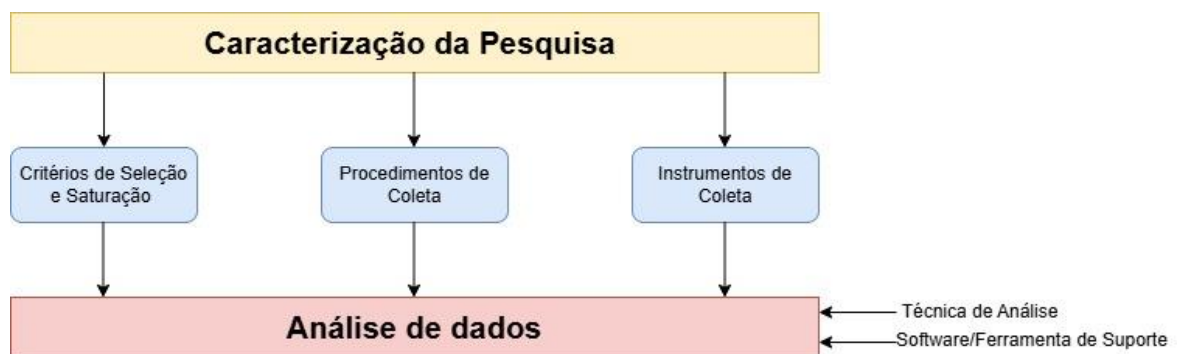 Caracterização da Pesquisa
Critérios de Seleção
e Saturação
Procedimentos de
Coleta
Instrumentos de
Coleta
Análise de dados
Técnica de Análise
Software/Ferramenta de Suporte